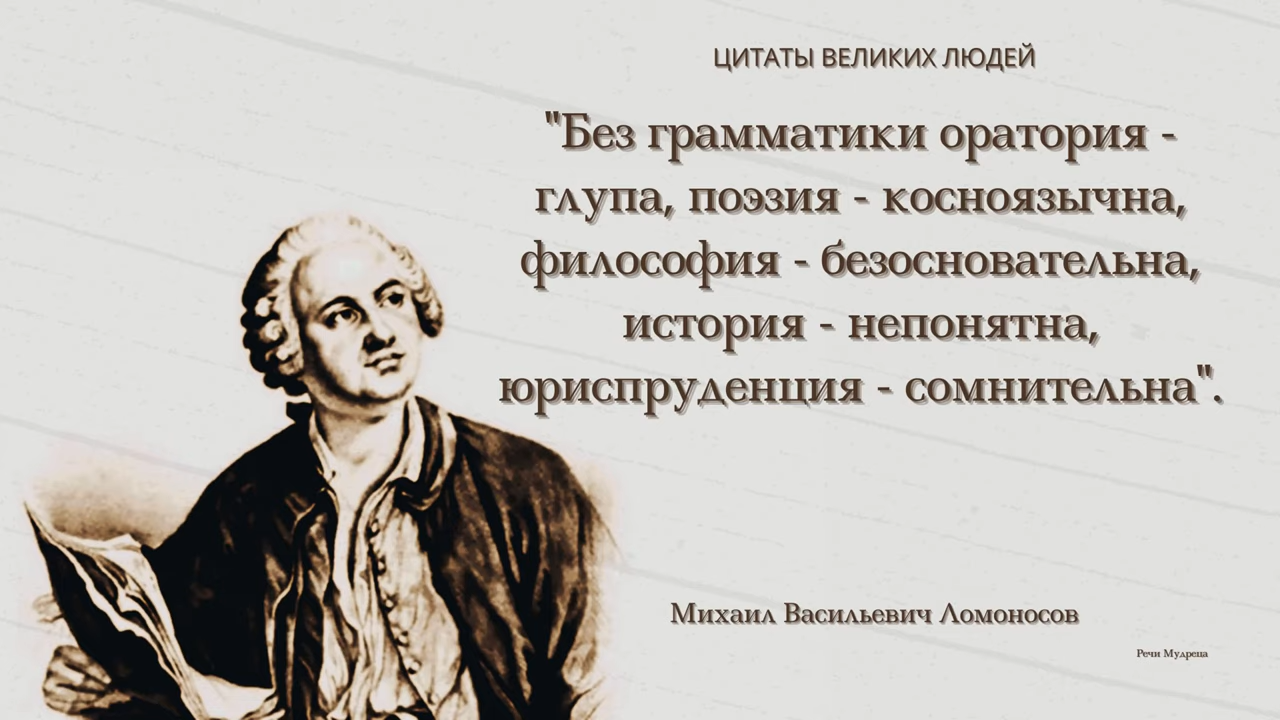 ЦИТАТЫ ВЕЛИКИХ ЛЮДЕЙ
"Без грамматики оратория -
глупа, поэзия - косноязычна,
философия - безосновательна,
история - непонятна,
юриспруденция - сомнительна".
Михаил Васильевич Ломоносов
Речи Мудреца